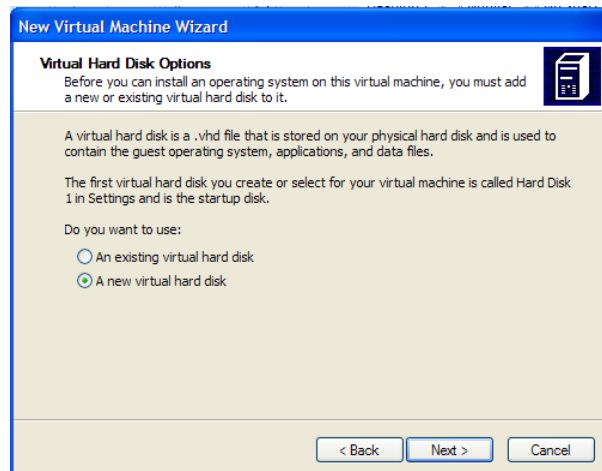 New Virtual Machine Wizard
Virtual Hard Disk Options
Before you can install an operating system on this virtual machine, you must add
a new or existing virtual hard disk to it.
A virtual hard disk is a .vhd file that is stored on your physical hard disk and is used to
contain the guest operating system, applications, and data files.
The first virtual hard disk you create or select for your virtual machine is called Hard Disk
1 in Settings and is the startup disk.
Do you want to use:
An existing virtual hard disk
A new virtual hard disk
< Back
Next >
Cancel